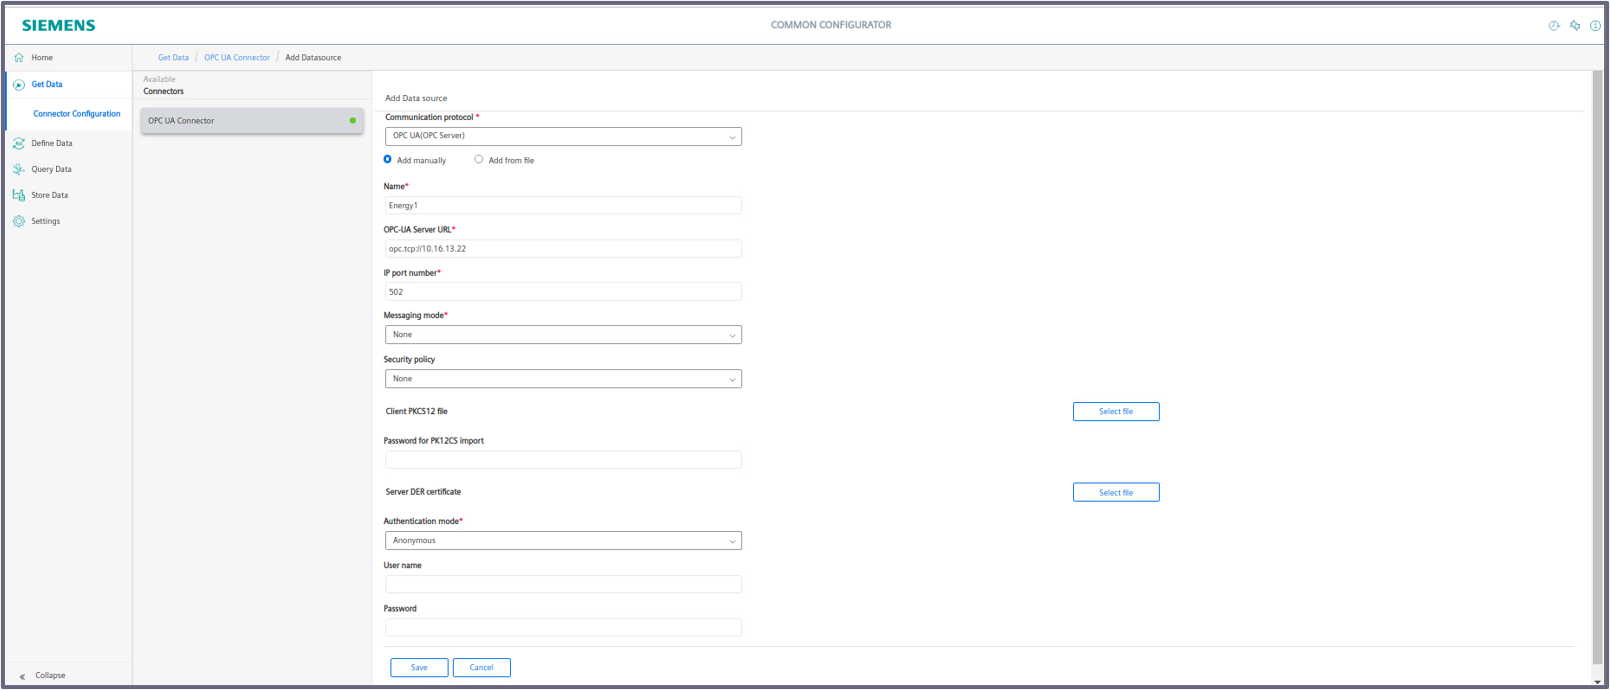 SIEMENS
COMMON CONFIGURATOR
Home
Get Data
Connector Configuration
Define Data
Query Data
Store Data
Settings
Collapse
Get Data / OPC UA Connector / Add Datasource
Available
Connectors
OPC UA Connector
Add Data source
Communication protocol *
OPC UA(OPC Server)
Add manually
Add from file
Name*
Energy1
OPC-UA Server URL*
opc.tcp://10.16.13.22
IP port number*
502
Messaging mode*
None
Security policy
None
Client PKCS12 file
Select file
Password for PK12CS import
Server DER certificate
Select file
Authentication mode*
Anonymous
User name
Password
Save
Cancel